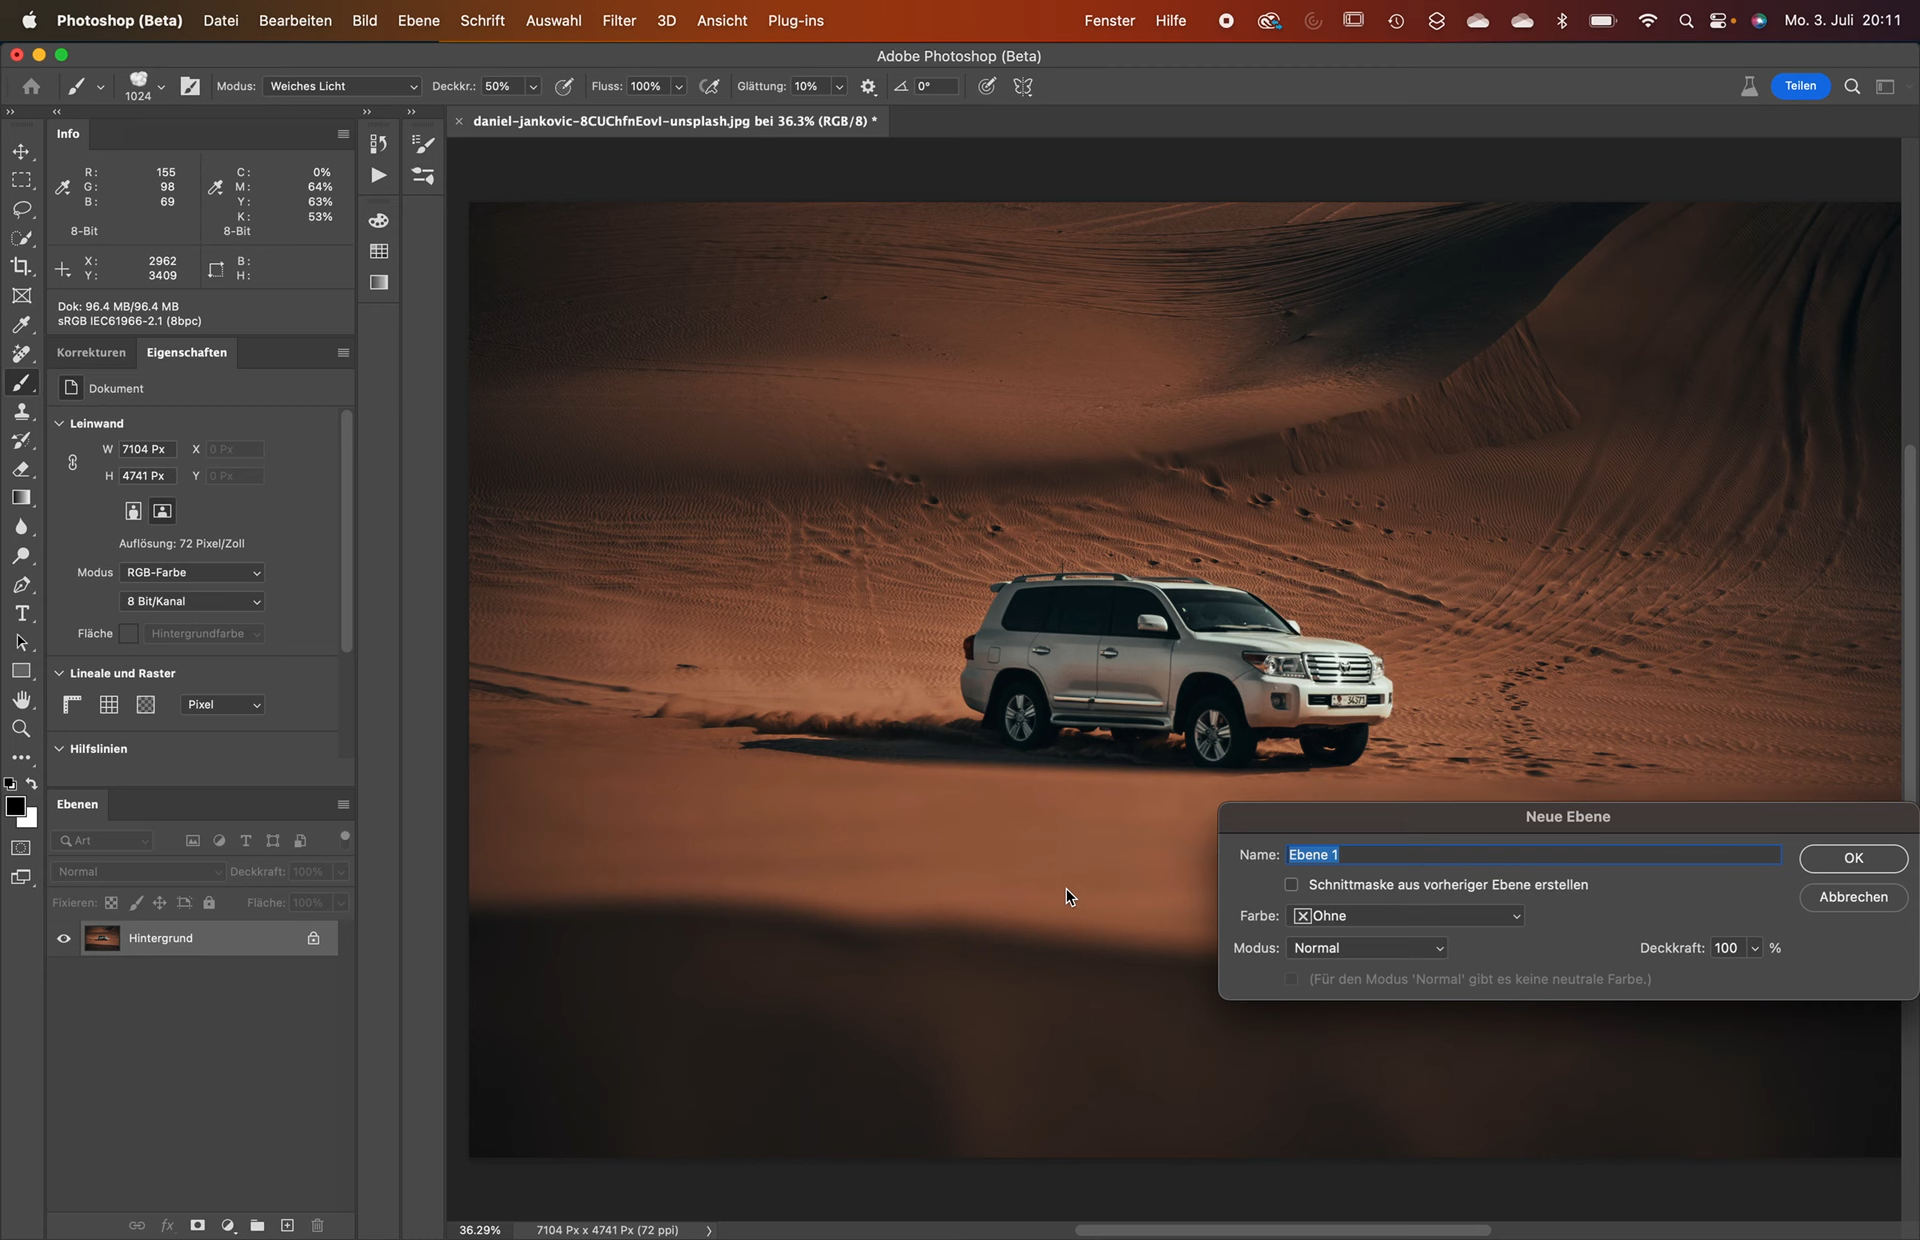 Photoshop (Beta) Datei Bearbeiten Bild Ebene Schrift Auswahl Filter 3D Ansicht Plug-ins Fenster Hilfe Mo. 3. Juli 20:11
Adobe Photoshop (Beta)
1024 Modus: Weiches Licht Deckkr.: 50% Fluss: 100% Glättung: 10% 0° Teilen
daniel-jankovic-8CUChfnEovI-unsplash.jpg bei 36.3% (RGB/8) *
Info
R: 155 C: 0%
G: 98 M: 64%
B: 69 Y: 63%
K: 53%
8-Bit 8-Bit
X: 2962 B:
Y: 3409 H:
Dok: 96.4 MB/96.4 MB
sRGB IEC61966-2.1 (8bpc)
Korrekturen Eigenschaften
Dokument
Leinwand
W 7104 Px X 0 Px
H 4741 Px Y 0 Px
Auflösung: 72 Pixel/Zoll
Modus RGB-Farbe
8 Bit/Kanal
Fläche Hintergrundfarbe
Lineale und Raster
Pixel
Hilfslinien
Ebenen
Art
Normal Deckkraft: 100%
Fixieren: Fläche: 100%
Hintergrund
Neue Ebene
Name: Ebene 1 OK
Schnittmaske aus vorheriger Ebene erstellen
Abbrechen
Farbe: Ohne
Modus: Normal Deckkraft: 100 %
(Für den Modus 'Normal' gibt es keine neutrale Farbe.)
36.29% 7104 Px x 4741 Px (72 ppi)